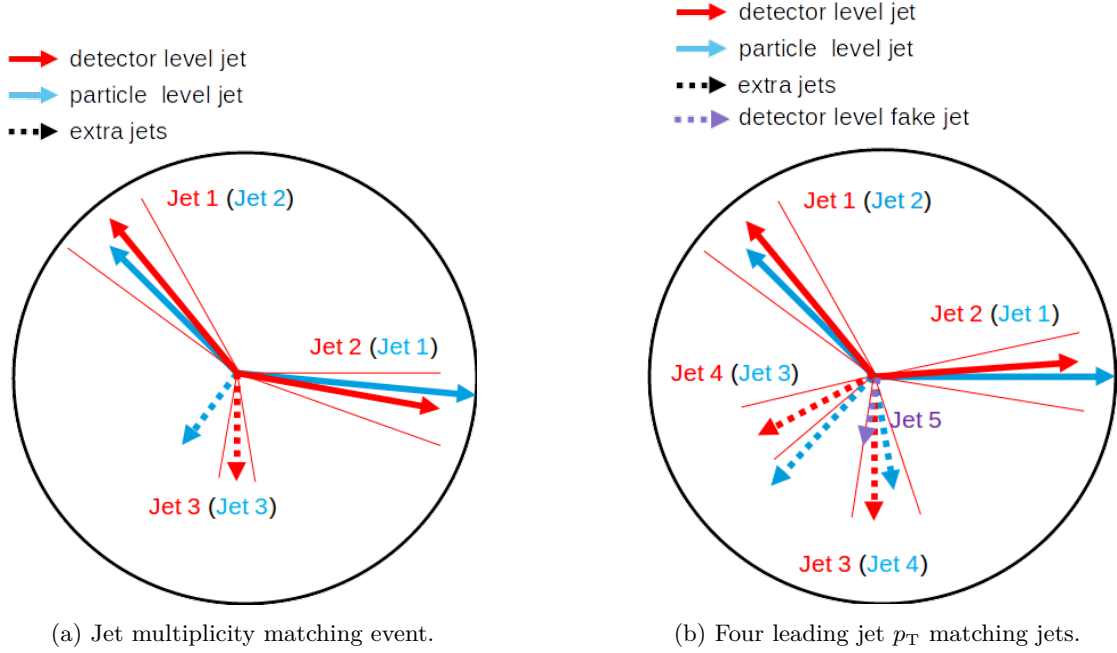 detector level jet
particle level jet
extra jets
Jet 1 (Jet 2)
Jet 2 (Jet 1)
Jet 3 (Jet 3)
(a) Jet multiplicity matching event.
detector level jet
particle level jet
extra jets
detector level fake jet
Jet 1 (Jet 2)
Jet 2 (Jet 1)
Jet 4 (Jet 3)
Jet 5
Jet 3 (Jet 4)
(b) Four leading jet p_T matching jets.